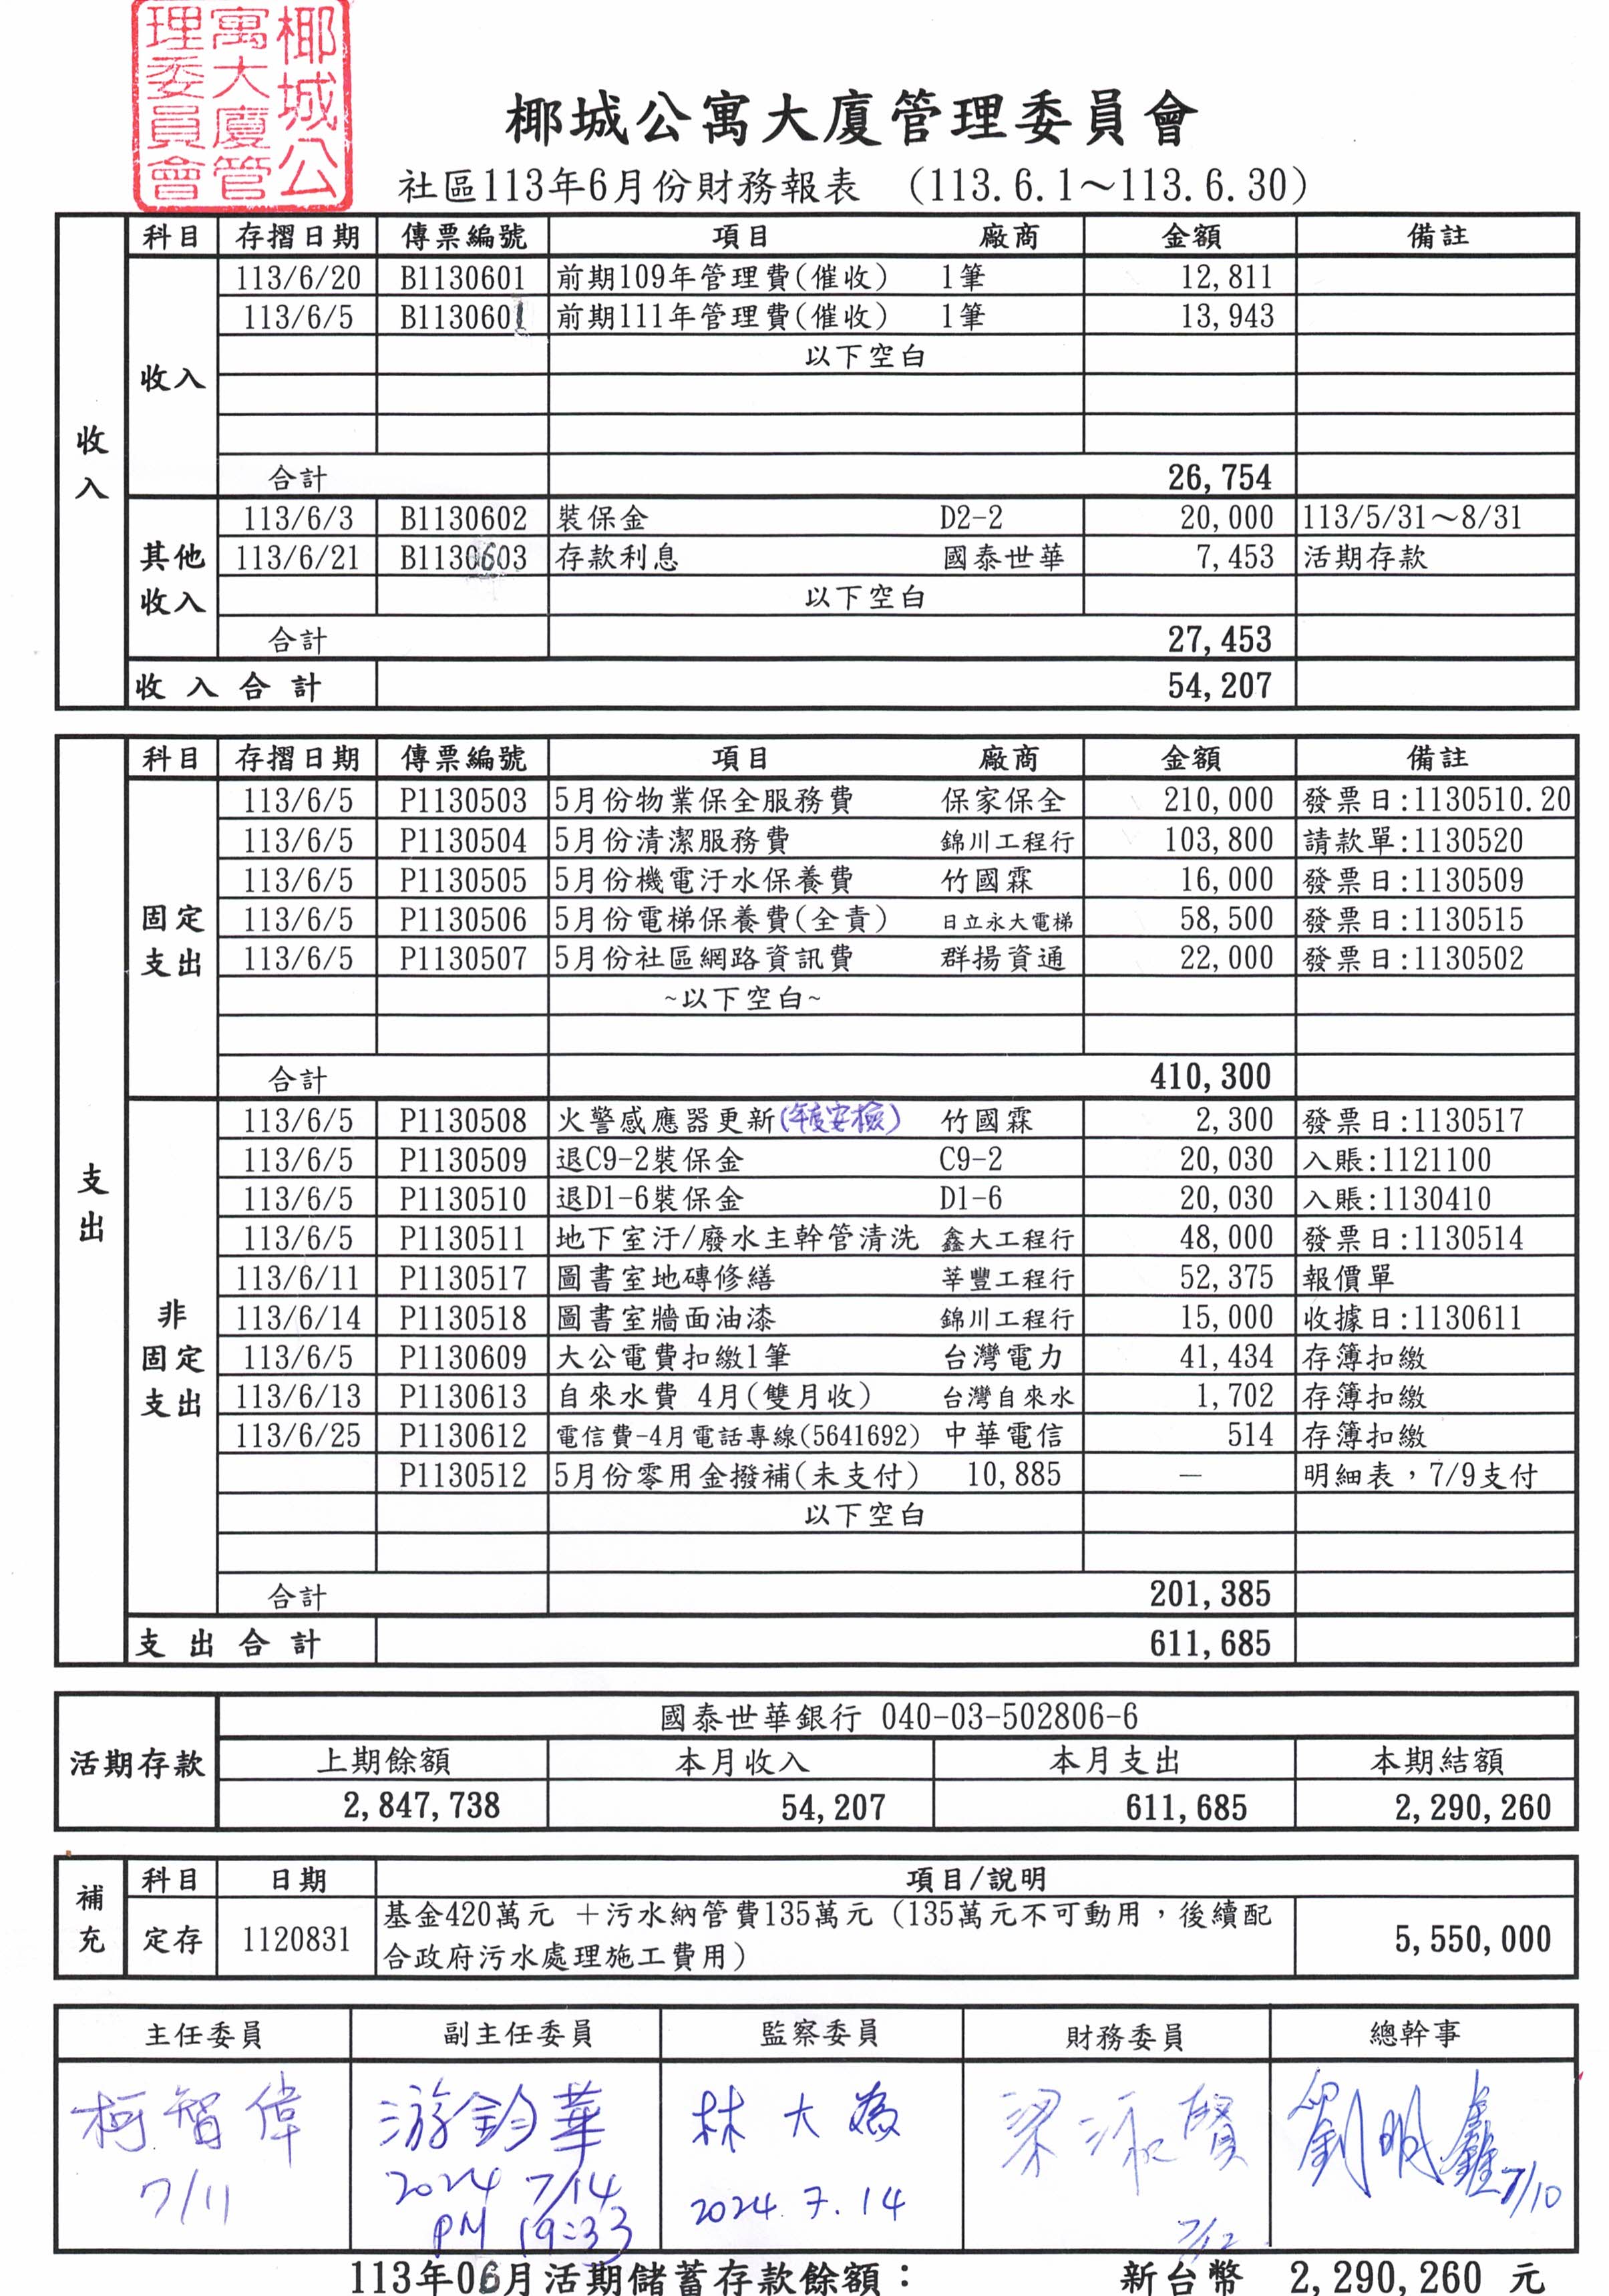 椰城公寓大廈管理委員會
椰城公寓大廈管理委員會
社區113年6月份財務報表 (113.6.1～113.6.30)
收入
科目 存摺日期 傳票編號 項目 廠商 金額 備註
收入
113/6/20 B1130601 前期109年管理費(催收) 1筆 12,811
113/6/5 B1130601 前期111年管理費(催收) 1筆 13,943
以下空白
合計 26,754
其他收入
113/6/3 B1130602 裝保金 D2-2 20,000 113/5/31～8/31
113/6/21 B1130603 存款利息 國泰世華 7,453 活期存款
以下空白
合計 27,453
收入合計 54,207
支出
科目 存摺日期 傳票編號 項目 廠商 金額 備註
固定支出
113/6/5 P1130503 5月份物業保全服務費 保家保全 210,000 發票日:1130510.20
113/6/5 P1130504 5月份清潔服務費 錦川工程行 103,800 請款單:1130520
113/6/5 P1130505 5月份機電汙水保養費 竹國霖 16,000 發票日:1130509
113/6/5 P1130506 5月份電梯保養費(全責) 日立永大電梯 58,500 發票日:1130515
113/6/5 P1130507 5月份社區網路資訊費 群揚資通 22,000 發票日:1130502
~以下空白~
合計 410,300
非固定支出
113/6/5 P1130508 火警感應器更新(年度安檢) 竹國霖 2,300 發票日:1130517
113/6/5 P1130509 退C9-2裝保金 C9-2 20,030 入賬:1121100
113/6/5 P1130510 退D1-6裝保金 D1-6 20,030 入賬:1130410
113/6/5 P1130511 地下室汙/廢水主幹管清洗 鑫大工程行 48,000 發票日:1130514
113/6/11 P1130517 圖書室地磚修繕 莘豐工程行 52,375 報價單
113/6/14 P1130518 圖書室牆面油漆 錦川工程行 15,000 收據日:1130611
113/6/5 P1130609 大公電費扣繳1筆 台灣電力 41,434 存簿扣繳
113/6/13 P1130613 自來水費 4月(雙月收) 台灣自來水 1,702 存簿扣繳
113/6/25 P1130612 電信費-4月電話專線(5641692) 中華電信 514 存簿扣繳
P1130512 5月份零用金撥補(未支付) 10,885 — 明細表，7/9支付
以下空白
合計 201,385
支出合計 611,685
活期存款
國泰世華銀行 040-03-502806-6
上期餘額 本月收入 本月支出 本期結額
2,847,738 54,207 611,685 2,290,260
補充
科目 日期 項目/說明
定存 1120831 基金420萬元 ＋污水納管費135萬元 (135萬元不可動用，後續配
合政府污水處理施工費用) 5,550,000
主任委員 副主任委員 監察委員 財務委員 總幹事
柯智偉 游鈞華 林大為 梁泳賢 劉明鑫
7/11 2024 7/14 2024.7.14 7/12 7/10
PM 19:33
113年06月活期儲蓄存款餘額： 新台幣 2,290,260 元